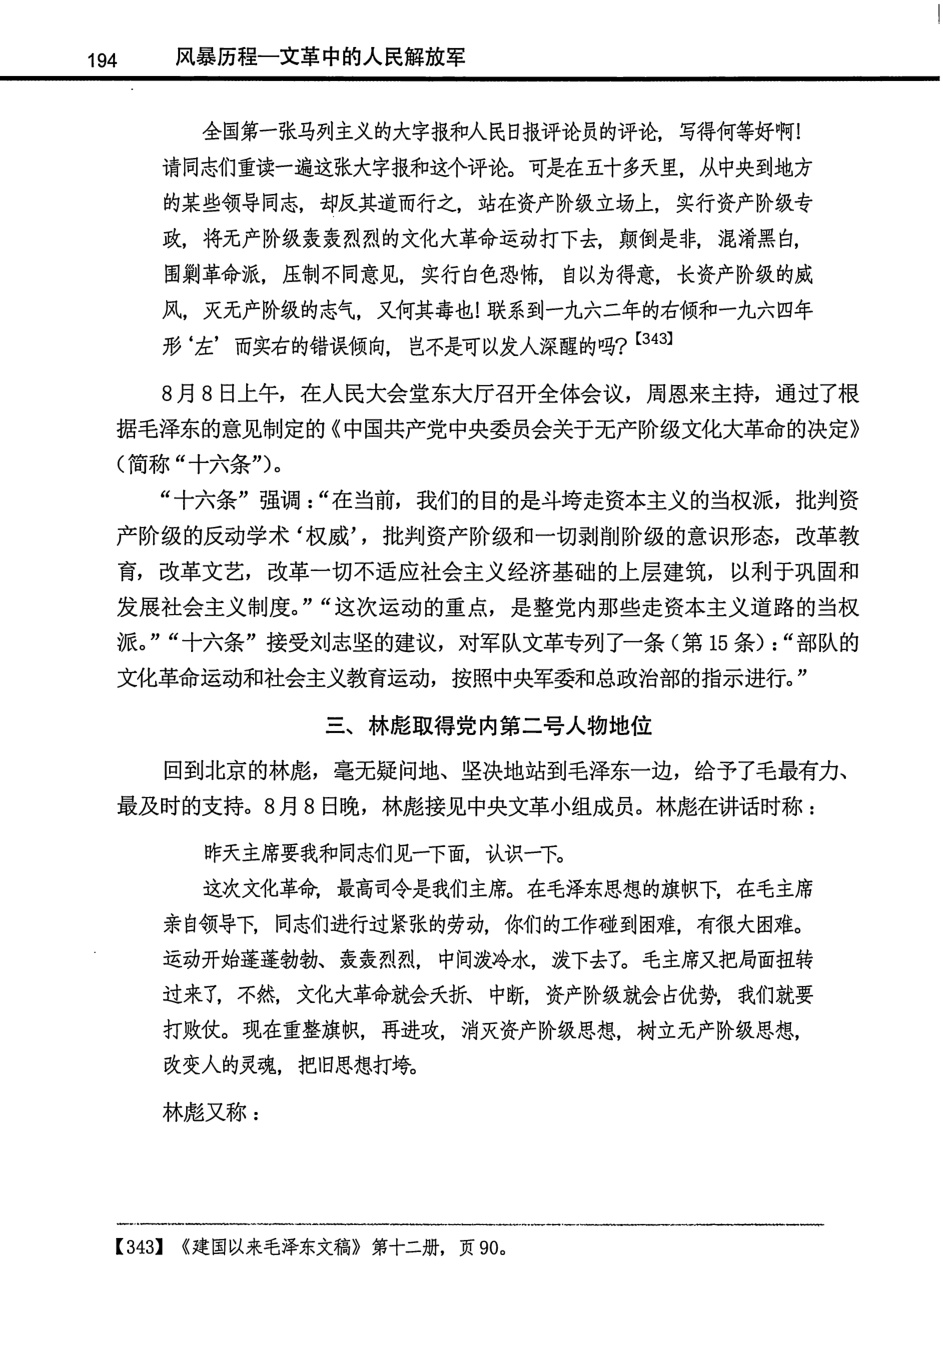 194 风暴历程—文革中的人民解放军
全国第一张马列主义的大字报和人民日报评论员的评论，写得何等好啊！
请同志们重读一遍这张大字报和这个评论。可是在五十多天里，从中央到地方
的某些领导同志，却反其道而行之，站在资产阶级立场上，实行资产阶级专
政，将无产阶级轰轰烈烈的文化大革命运动打下去，颠倒是非，混淆黑白，
围剿革命派，压制不同意见，实行白色恐怖，自以为得意，长资产阶级的威
风，灭无产阶级的志气，又何其毒也！联系到一九六二年的右倾和一九六四年
形‘左’而实右的错误倾向，岂不是可以发人深醒的吗？【343】
8月8日上午，在人民大会堂东大厅召开全体会议，周恩来主持，通过了根
据毛泽东的意见制定的《中国共产党中央委员会关于无产阶级文化大革命的决定》
（简称“十六条”）。
“十六条”强调：“在当前，我们的目的是斗垮走资本主义的当权派，批判资
产阶级的反动学术‘权威’，批判资产阶级和一切剥削阶级的意识形态，改革教
育，改革文艺，改革一切不适应社会主义经济基础的上层建筑，以利于巩固和
发展社会主义制度。”“这次运动的重点，是整党内那些走资本主义道路的当权
派。”“十六条”接受刘志坚的建议，对军队文革专列了一条（第15条）：“部队的
文化革命运动和社会主义教育运动，按照中央军委和总政治部的指示进行。”
三、林彪取得党内第二号人物地位
回到北京的林彪，毫无疑问地、坚决地站到毛泽东一边，给予了毛最有力、
最及时的支持。8月8日晚，林彪接见中央文革小组成员。林彪在讲话时称：
昨天主席要我和同志们见一下面，认识一下。
这次文化革命，最高司令是我们主席。在毛泽东思想的旗帜下，在毛主席
亲自领导下，同志们进行过紧张的劳动，你们的工作碰到困难，有很大困难。
运动开始蓬蓬勃勃、轰轰烈烈，中间泼冷水，泼下去了。毛主席又把局面扭转
过来了，不然，文化大革命就会夭折、中断，资产阶级就会占优势，我们就要
打败仗。现在重整旗帜，再进攻，消灭资产阶级思想，树立无产阶级思想，
改变人的灵魂，把旧思想打垮。
林彪又称：
【343】《建国以来毛泽东文稿》第十二册，页90。